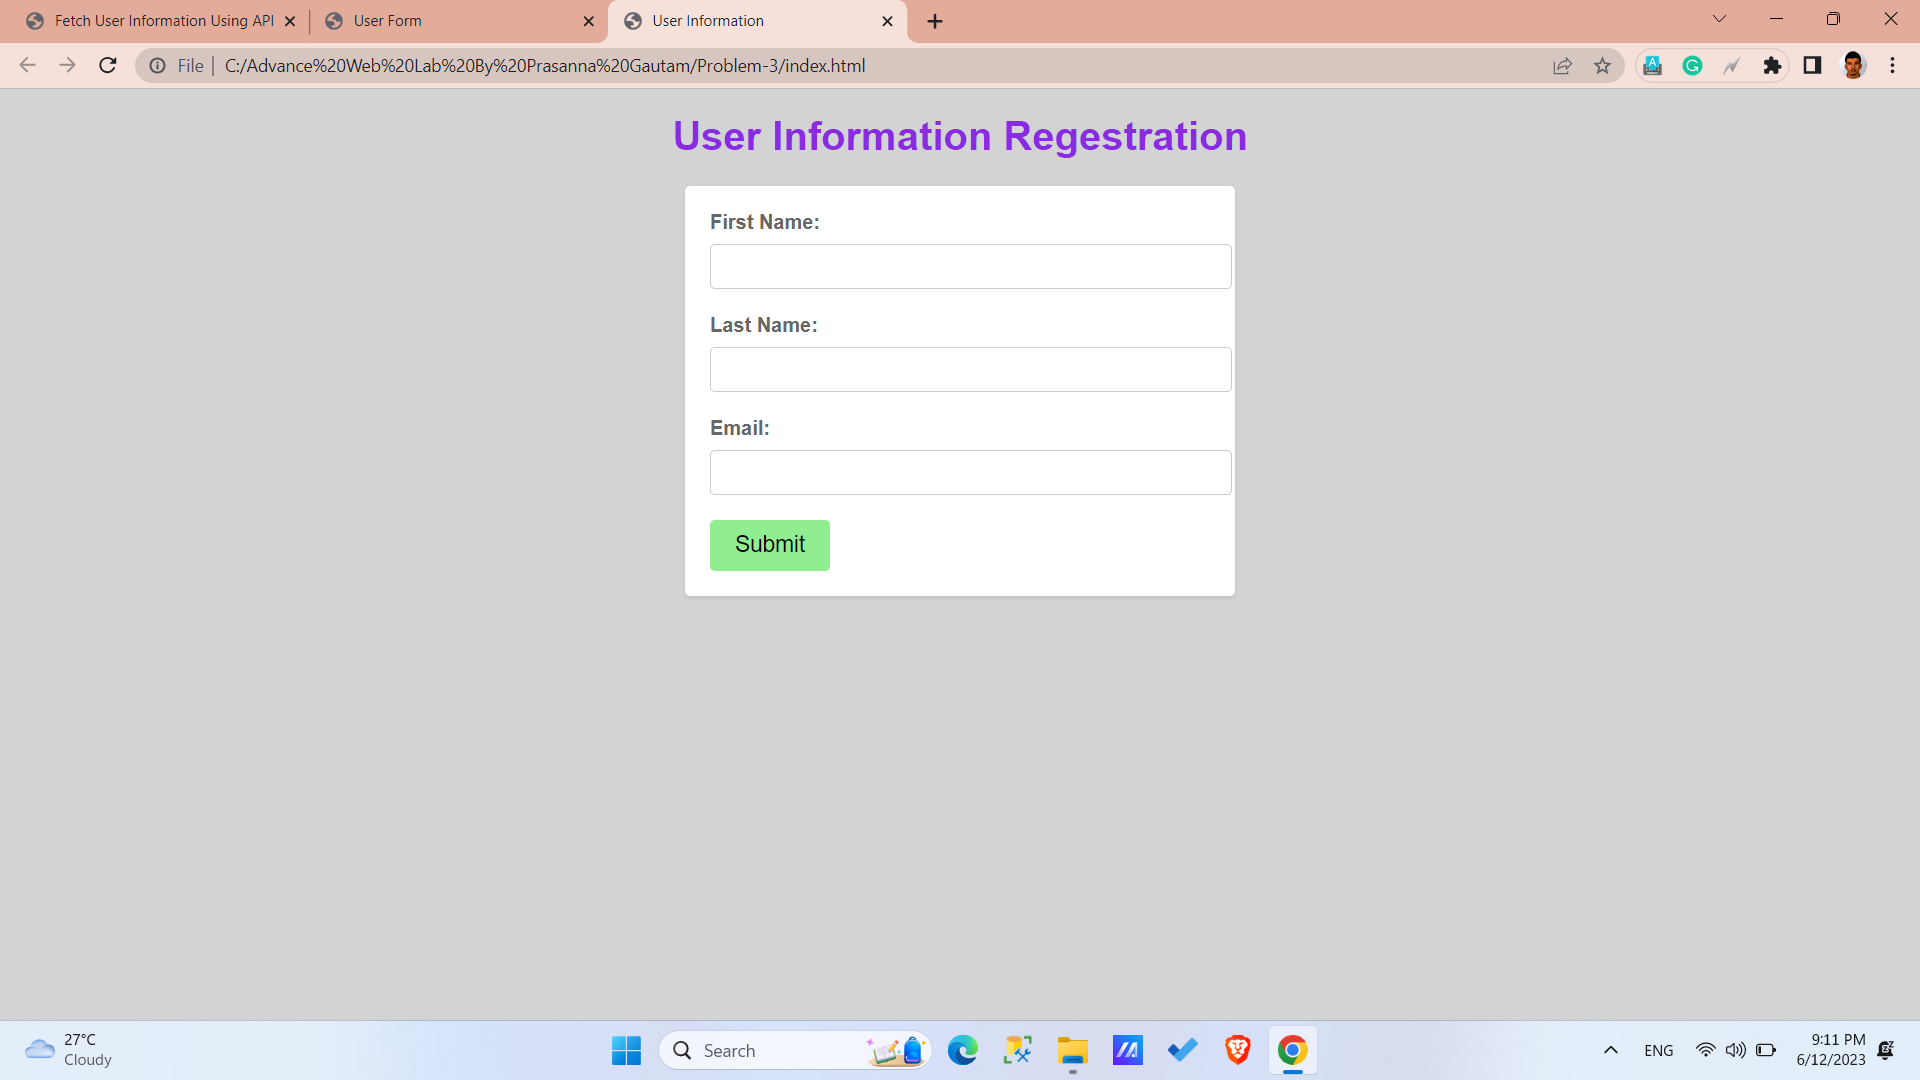 Fetch User Information Using API
User Form
User Information
File
C:/Advance%20Web%20Lab%20By%20Prasanna%20Gautam/Problem-3/index.html
User Information Regestration
First Name:
Last Name:
Email:
Submit
27°C
Cloudy
Search
ENG
9:11 PM
6/12/2023